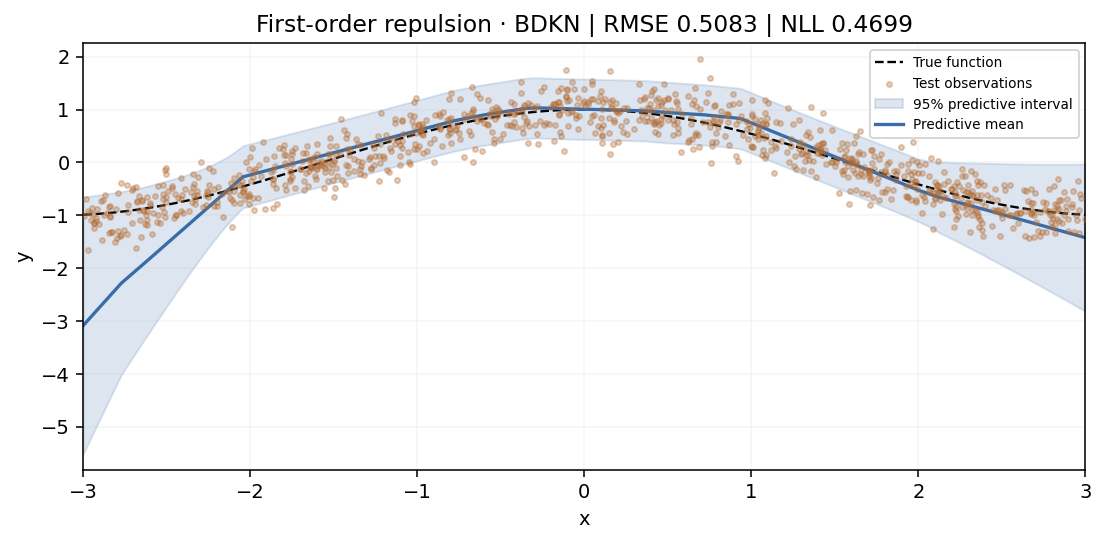 First-order repulsion · BDKN | RMSE 0.5083 | NLL 0.4699
True function
Test observations
95% predictive interval
Predictive mean
2
1
0
−1
−2
−3
−4
−5
y
−3
−2
−1
0
1
2
3
x